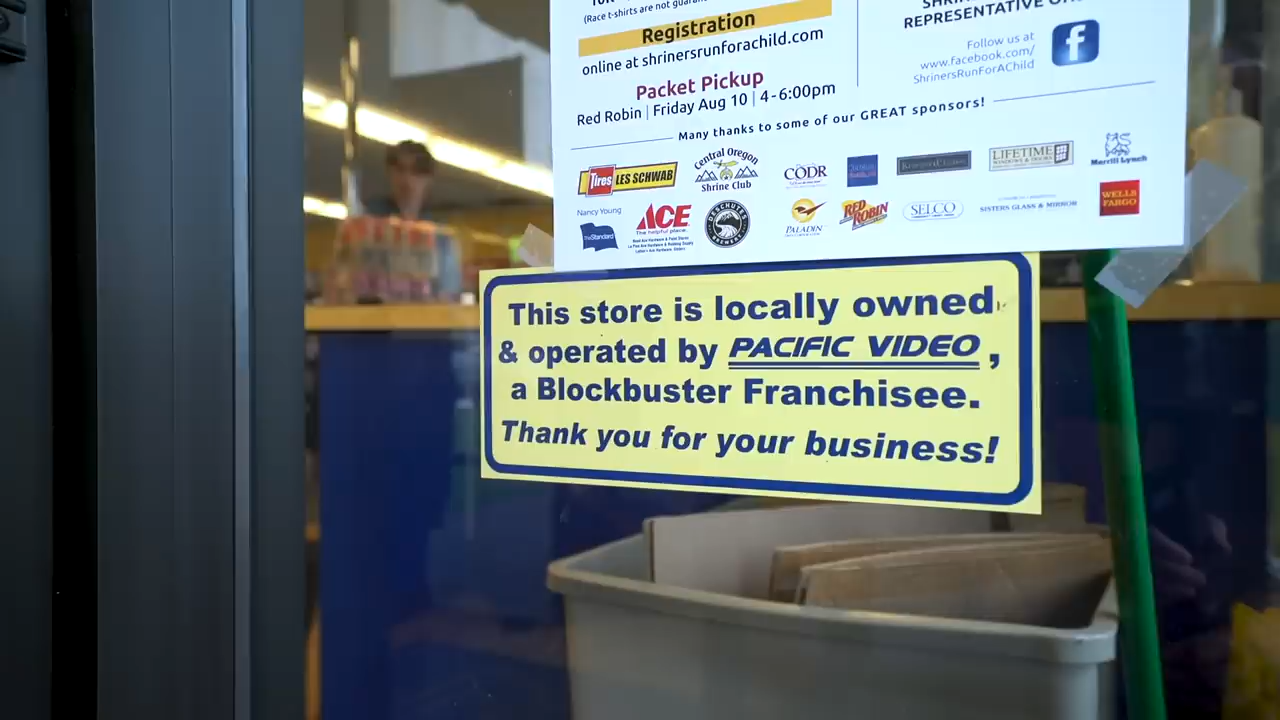 (Race t-shirts are not
Registration
online at shrinersrunforachild.com
Packet Pickup
Red Robin | Friday Aug 10 | 4-6:00pm
REPRESENTATIVE
Follow us at
www.facebook.com/
ShrinersRunForAChild
f
Many thanks to some of our GREAT sponsors!
Tires LES SCHWAB
Central Oregon
Shrine Club
CODR
LIFETIME
WINDOWS & DOORS
Merrill Lynch
Nancy Young
The Standard
ACE
The helpful place.
DESCHUTES
BREWERY
PALADIN
RED ROBIN
SELCO
SISTERS GLASS & MIRROR
WELLS
FARGO
This store is locally owned
& operated by PACIFIC VIDEO,
a Blockbuster Franchisee.
Thank you for your business!